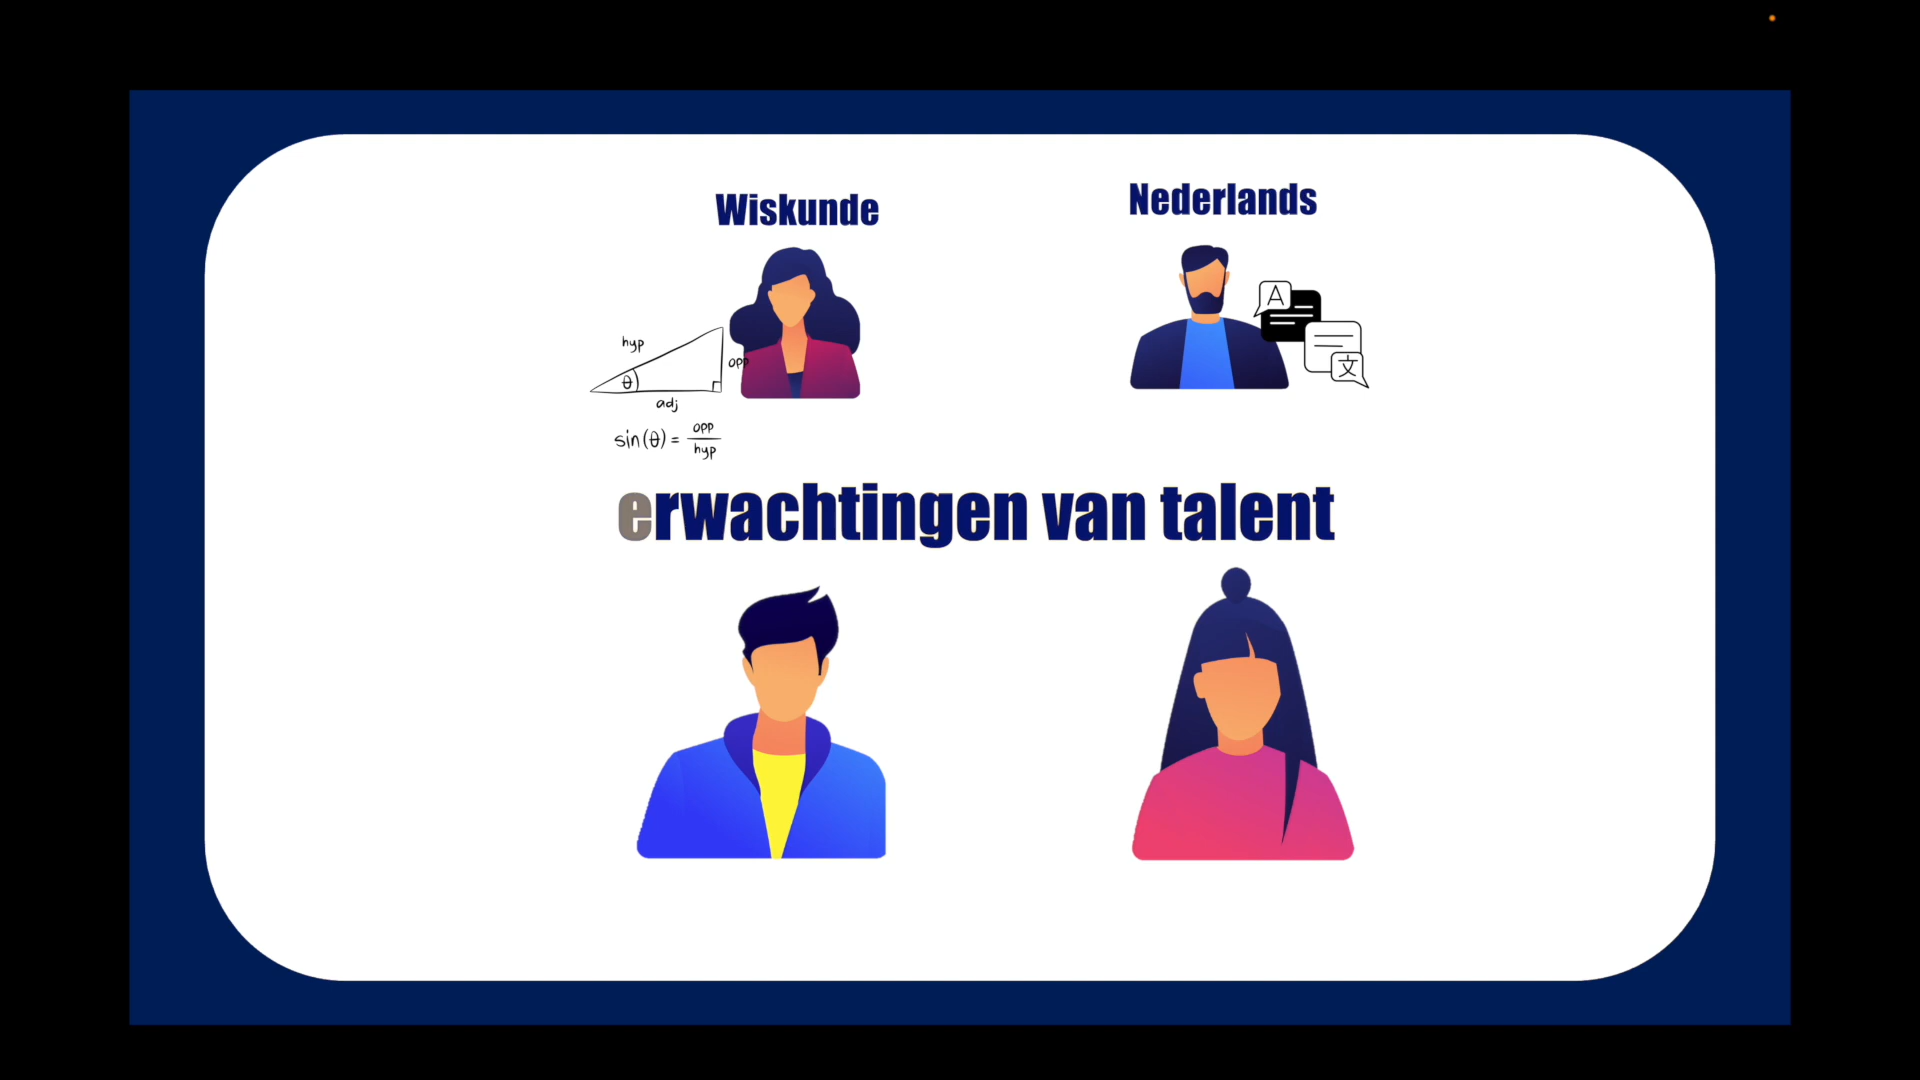 Wiskunde
Nederlands
A
文
hyp
opp
θ
adj
sin(θ) = opp/hyp
erwachtingen van talent